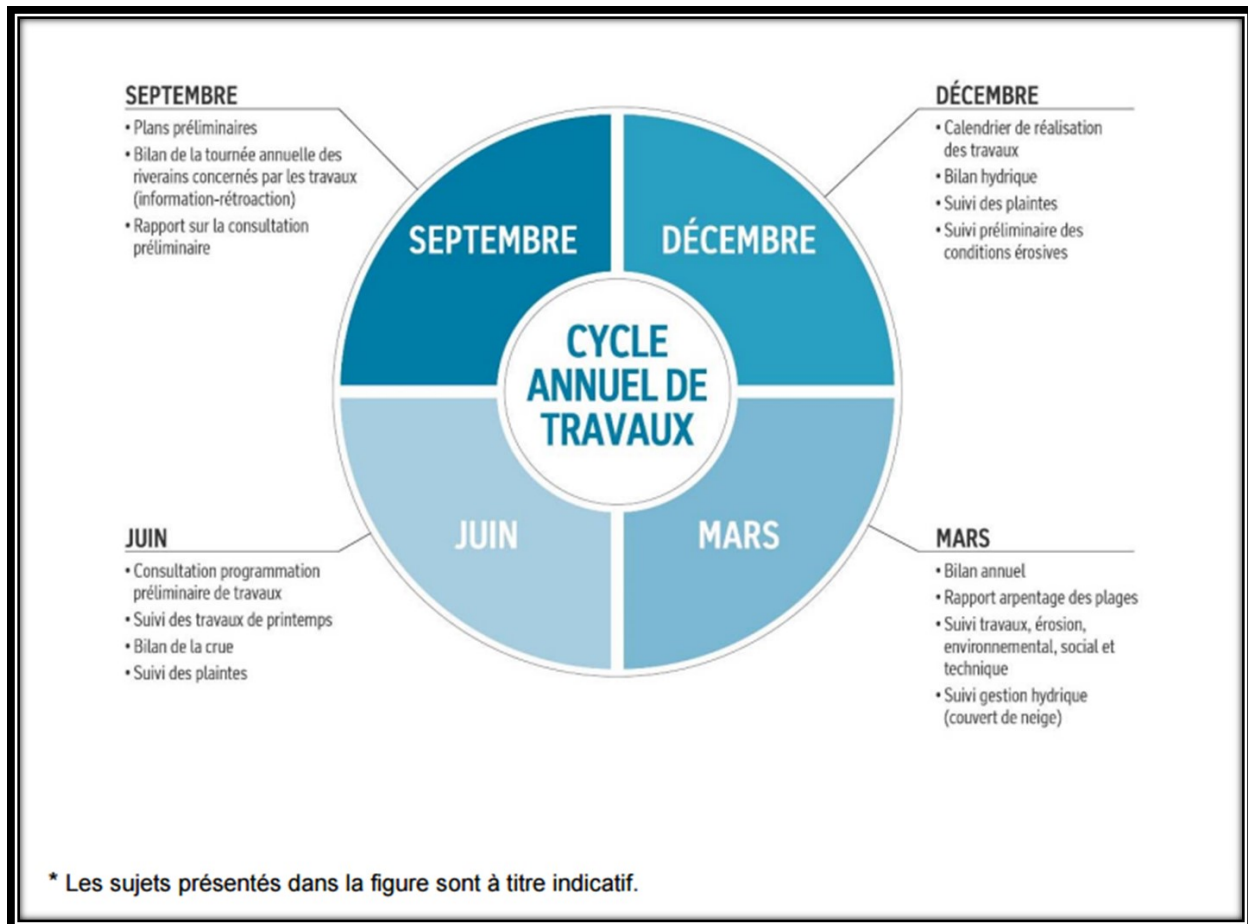 SEPTEMBRE
• Plans préliminaires
• Bilan de la tournée annuelle des
riverains concernés par les travaux
(information-rétroaction)
• Rapport sur la consultation
préliminaire
DÉCEMBRE
• Calendrier de réalisation
des travaux
• Bilan hydrique
• Suivi des plaintes
• Suivi préliminaire des
conditions érosives
SEPTEMBRE
DÉCEMBRE
CYCLE
ANNUEL DE
TRAVAUX
JUIN
MARS
JUIN
• Consultation programmation
préliminaire de travaux
• Suivi des travaux de printemps
• Bilan de la crue
• Suivi des plaintes
MARS
• Bilan annuel
• Rapport arpentage des plages
• Suivi travaux, érosion,
environnemental, social et
technique
• Suivi gestion hydrique
(couvert de neige)
* Les sujets présentés dans la figure sont à titre indicatif.